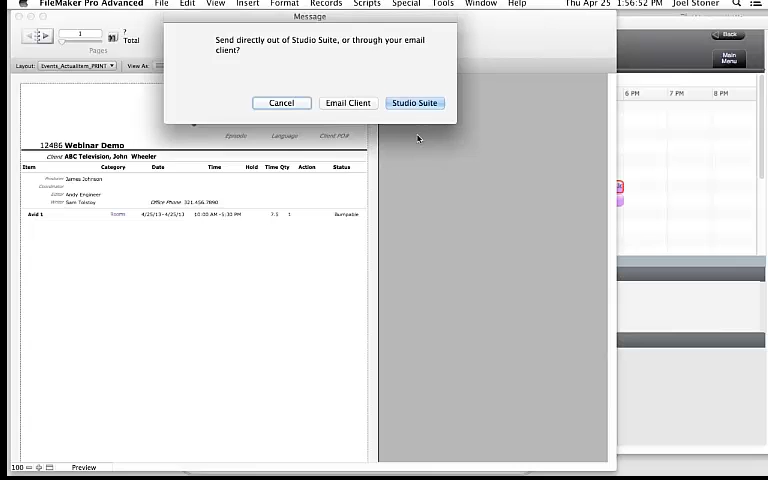 FileMaker Pro Advanced File Edit View Insert Format Records Scripts Special Tools Window Help Thu Apr 25 1:56:52 PM Joel Stoner
Message
Send directly out of Studio Suite, or through your email
client?
Cancel Email Client Studio Suite
1 ?
Total
Pages
Layout: Events_ActualItem_PRINT View As:
Back
Main
Menu
6 PM 7 PM 8 PM
Episode Language Client PO#
12486 Webinar Demo
Client ABC Television, John Wheeler
Item Category Date Time Hold Time Qty Action Status
Producer James Johnson
Coordinator
Editor Andy Engineer
Writer Sam Tolstoy Office Phone 321.456.7890
Avid 1 Rooms 4/25/13-4/25/13 10:00 AM -5:30 PM 7.5 1 Bumpable
100 Preview